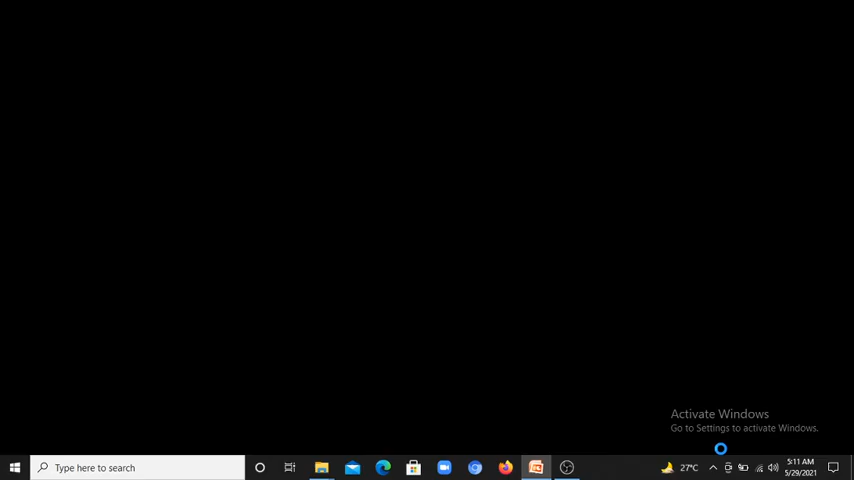 Activate Windows
Go to Settings to activate Windows.
Type here to search
27°C
5:11 AM
5/29/2021